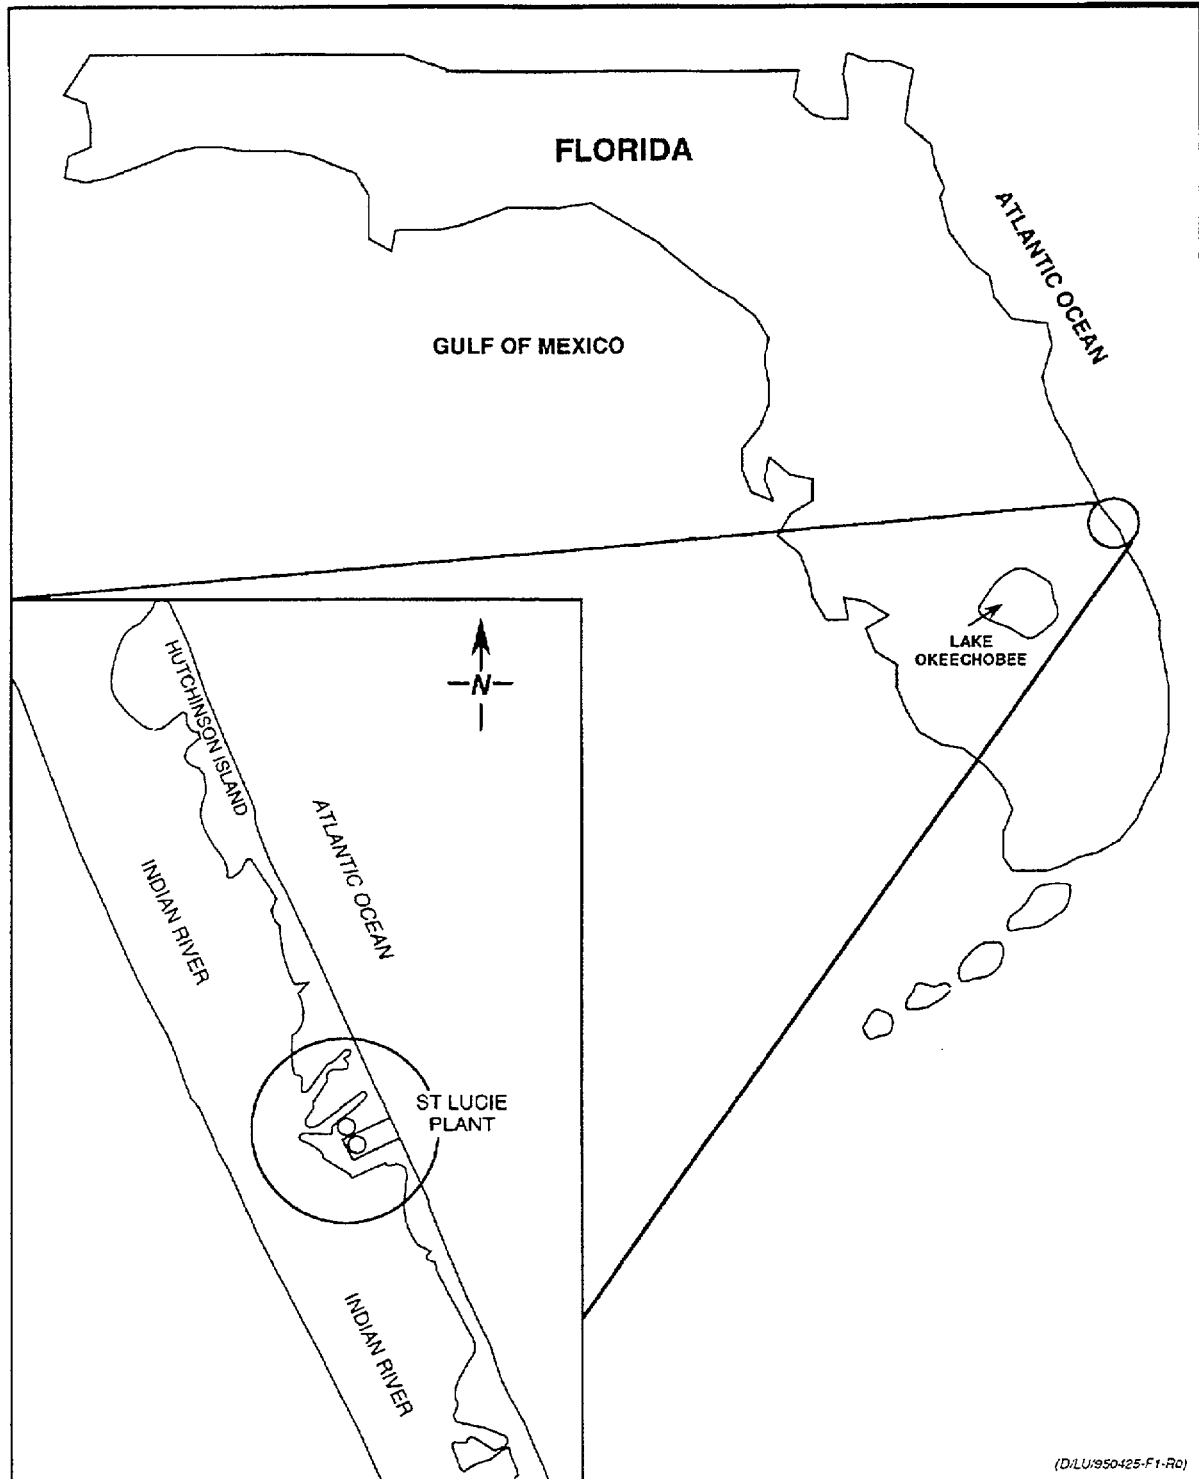 FLORIDA
ATLANTIC OCEAN
GULF OF MEXICO
LAKE
OKEECHOBEE
N
HUTCHINSON ISLAND
ATLANTIC OCEAN
INDIAN RIVER
ST LUCIE
PLANT
INDIAN RIVER
(D/LU/950425-F1-R0)